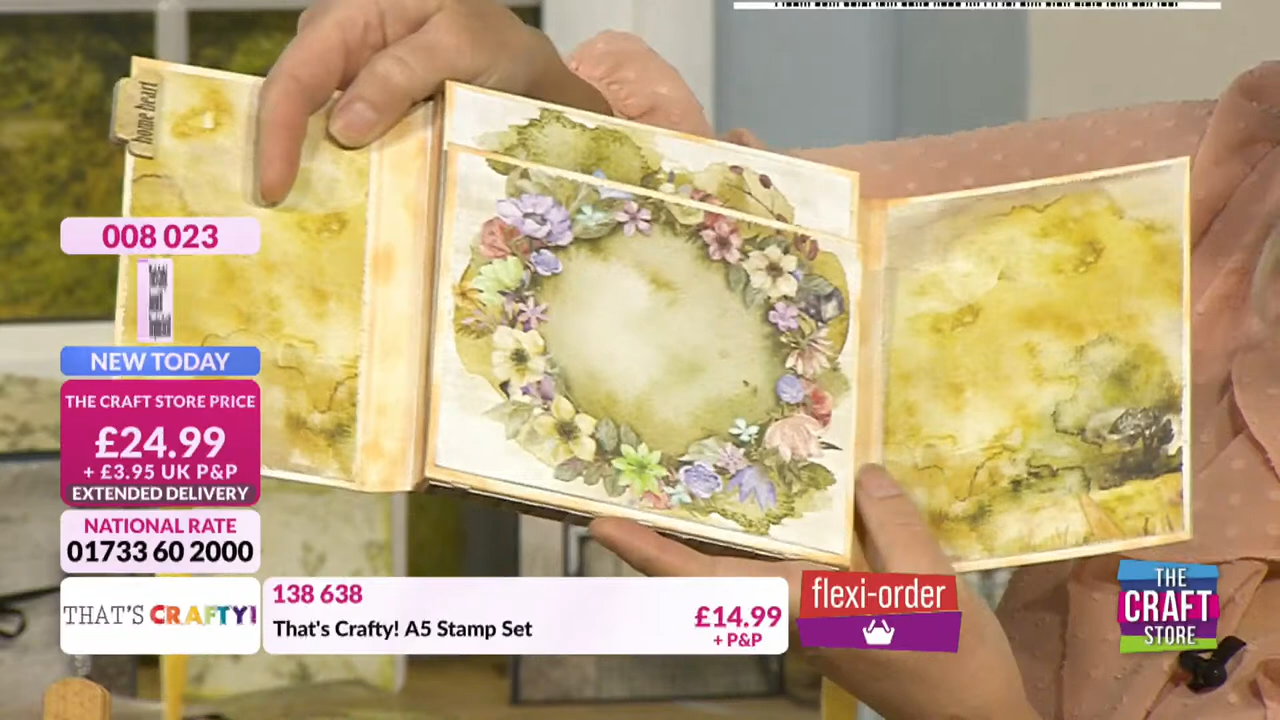 home heart
008 023
NEW TODAY
THE CRAFT STORE PRICE
£24.99
+ £3.95 UK P&P
EXTENDED DELIVERY
NATIONAL RATE
01733 60 2000
THAT'S CRAFTY!
138 638
That's Crafty! A5 Stamp Set
£14.99
+ P&P
flexi-order
THE
CRAFT
STORE